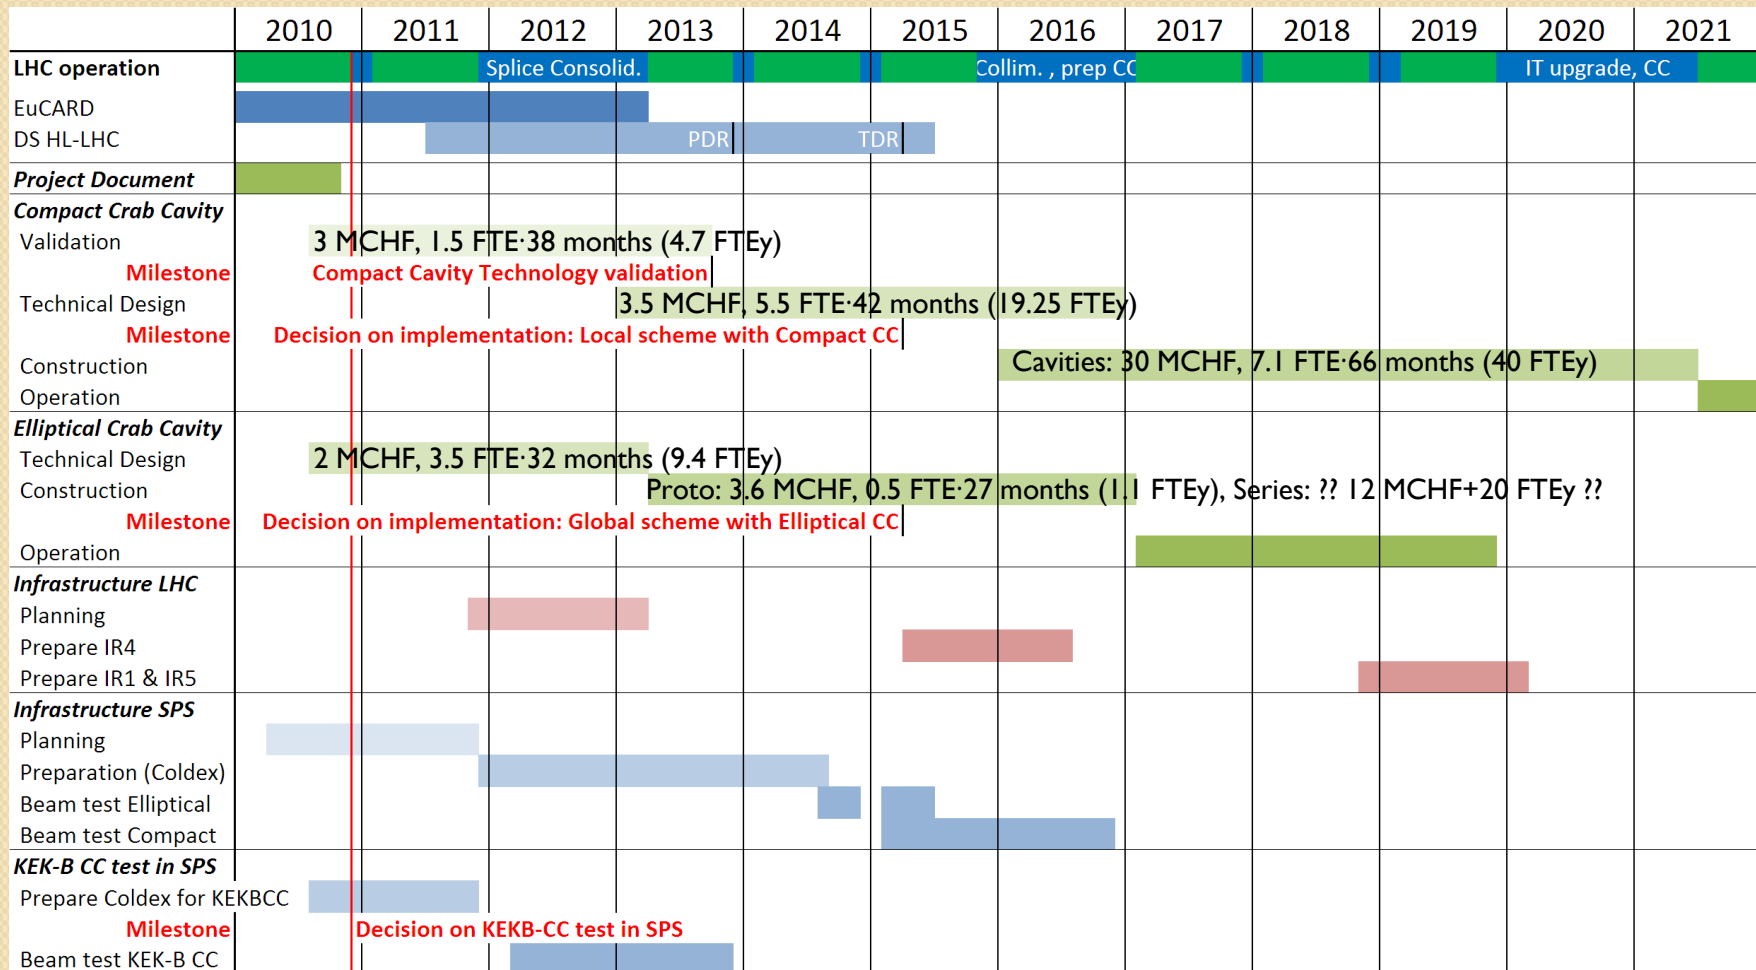 2010 2011 2012 2013 2014 2015 2016 2017 2018 2019 2020 2021
LHC operation Splice Consolid. Collim. , prep CC IT upgrade, CC
EuCARD
DS HL-LHC PDR TDR
Project Document
Compact Crab Cavity
Validation 3 MCHF, 1.5 FTE·38 months (4.7 FTEy)
Milestone Compact Cavity Technology validation
Technical Design 3.5 MCHF, 5.5 FTE·42 months (19.25 FTEy)
Milestone Decision on implementation: Local scheme with Compact CC
Construction Cavities: 30 MCHF, 7.1 FTE·66 months (40 FTEy)
Operation
Elliptical Crab Cavity
Technical Design 2 MCHF, 3.5 FTE·32 months (9.4 FTEy)
Construction Proto: 3.6 MCHF, 0.5 FTE·27 months (1.1 FTEy), Series: ?? 12 MCHF+20 FTEy ??
Milestone Decision on implementation: Global scheme with Elliptical CC
Operation
Infrastructure LHC
Planning
Prepare IR4
Prepare IR1 & IR5
Infrastructure SPS
Planning
Preparation (Coldex)
Beam test Elliptical
Beam test Compact
KEK-B CC test in SPS
Prepare Coldex for KEKBCC
Milestone Decision on KEKB-CC test in SPS
Beam test KEK-B CC